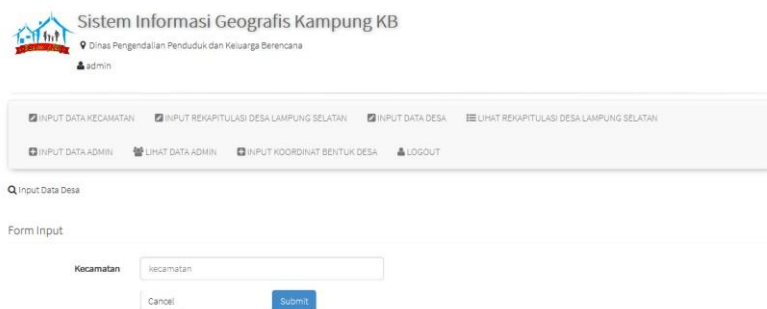 Sistem Informasi Geografis Kampung KB
Dinas Pengendalian Penduduk dan Keluarga Berencana
admin
INPUT DATA KECAMATAN INPUT REKAPITULASI DESA LAMPUNG SELATAN INPUT DATA DESA LIHAT REKAPITULASI DESA LAMPUNG SELATAN
INPUT DATA ADMIN LIHAT DATA ADMIN INPUT KOORDINAT BENTUK DESA LOGOUT
Input Data Desa
Form Input
Kecamatan kecamatan
Cancel Submit